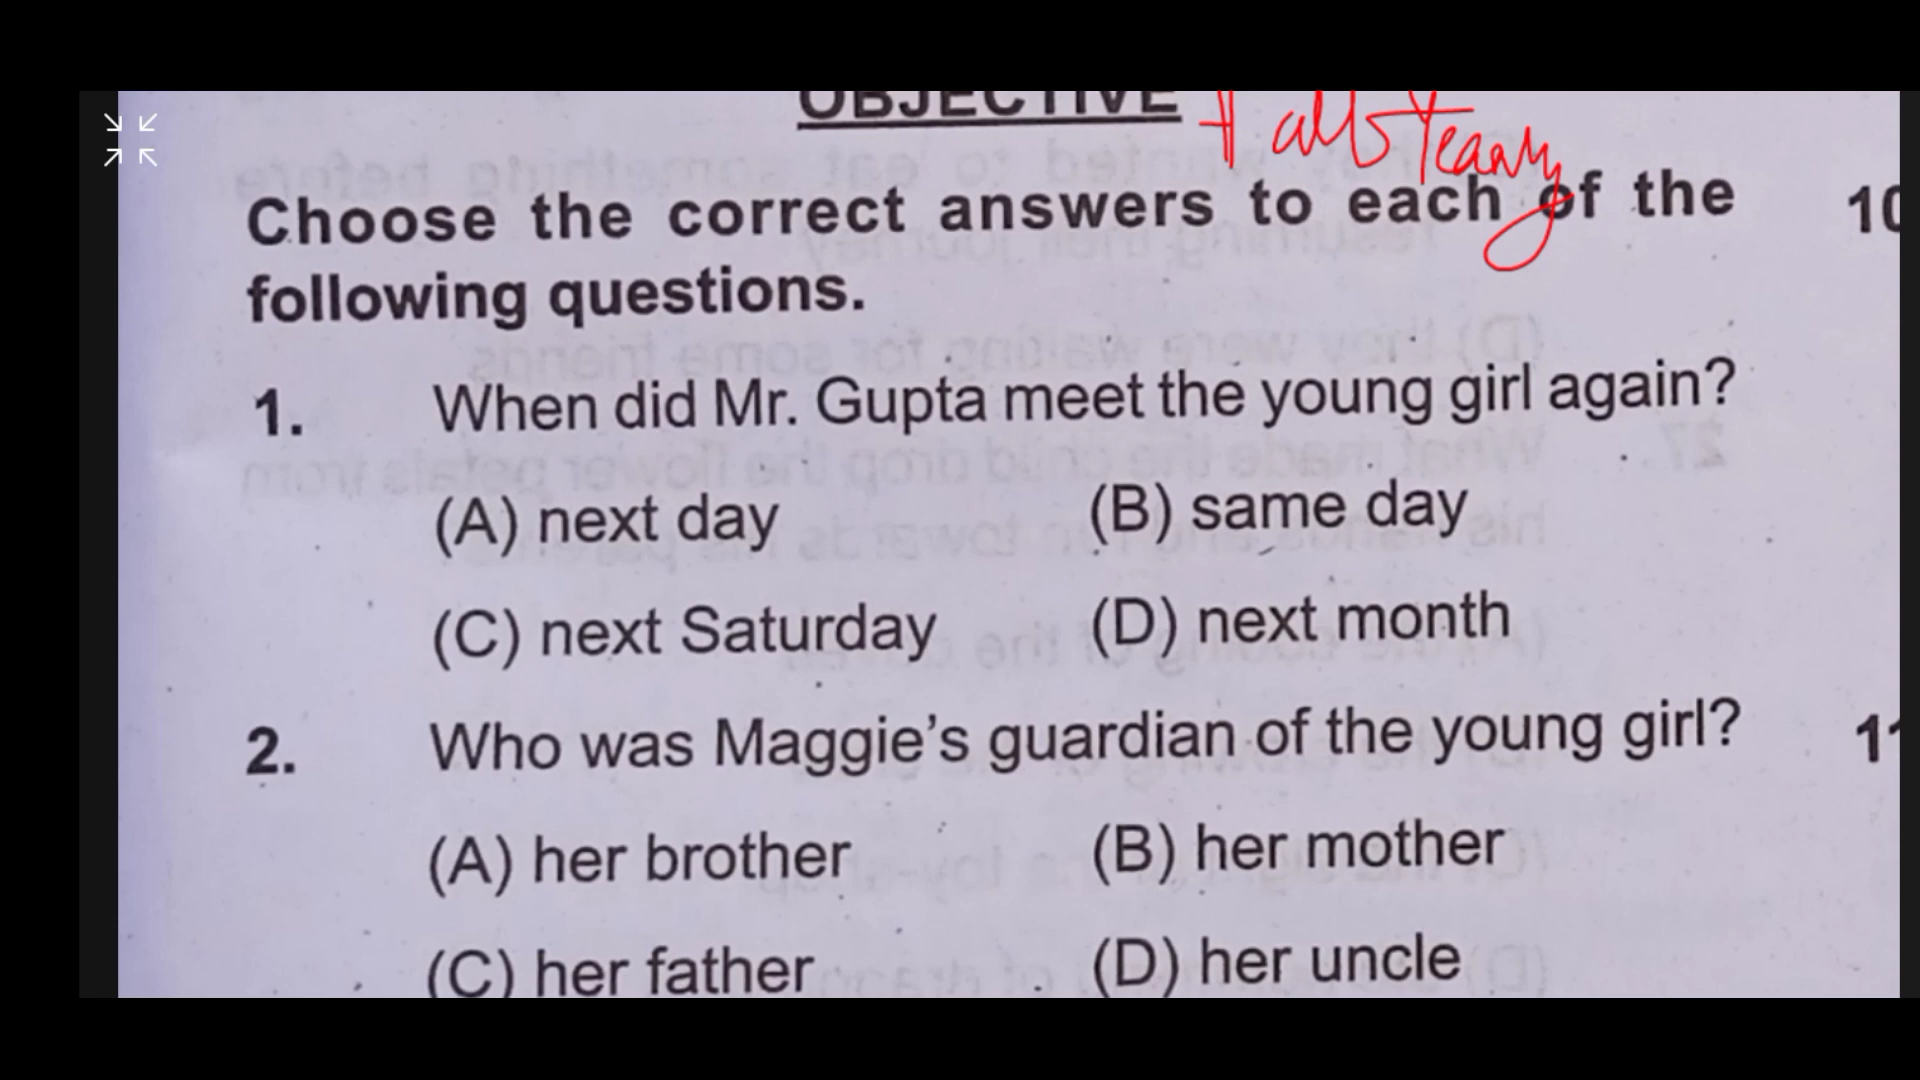 OBJECTIVE
Choose the correct answers to each of the
following questions.
1. When did Mr. Gupta meet the young girl again?
(A) next day (B) same day
(C) next Saturday (D) next month
2. Who was Maggie's guardian of the young girl?
(A) her brother (B) her mother
(C) her father (D) her uncle
10